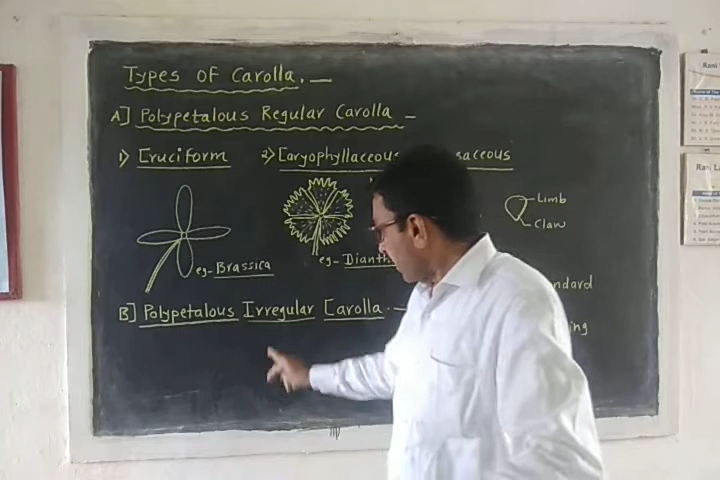 Types of Carolla. —
A] Polypetalous Regular Carolla –
1) Cruciform 2) Caryophyllaceous saceous
Limb
Claw
eg- Brassica
eg- Dianth
ndard
B] Polypetalous Irregular Carolla. –
ing